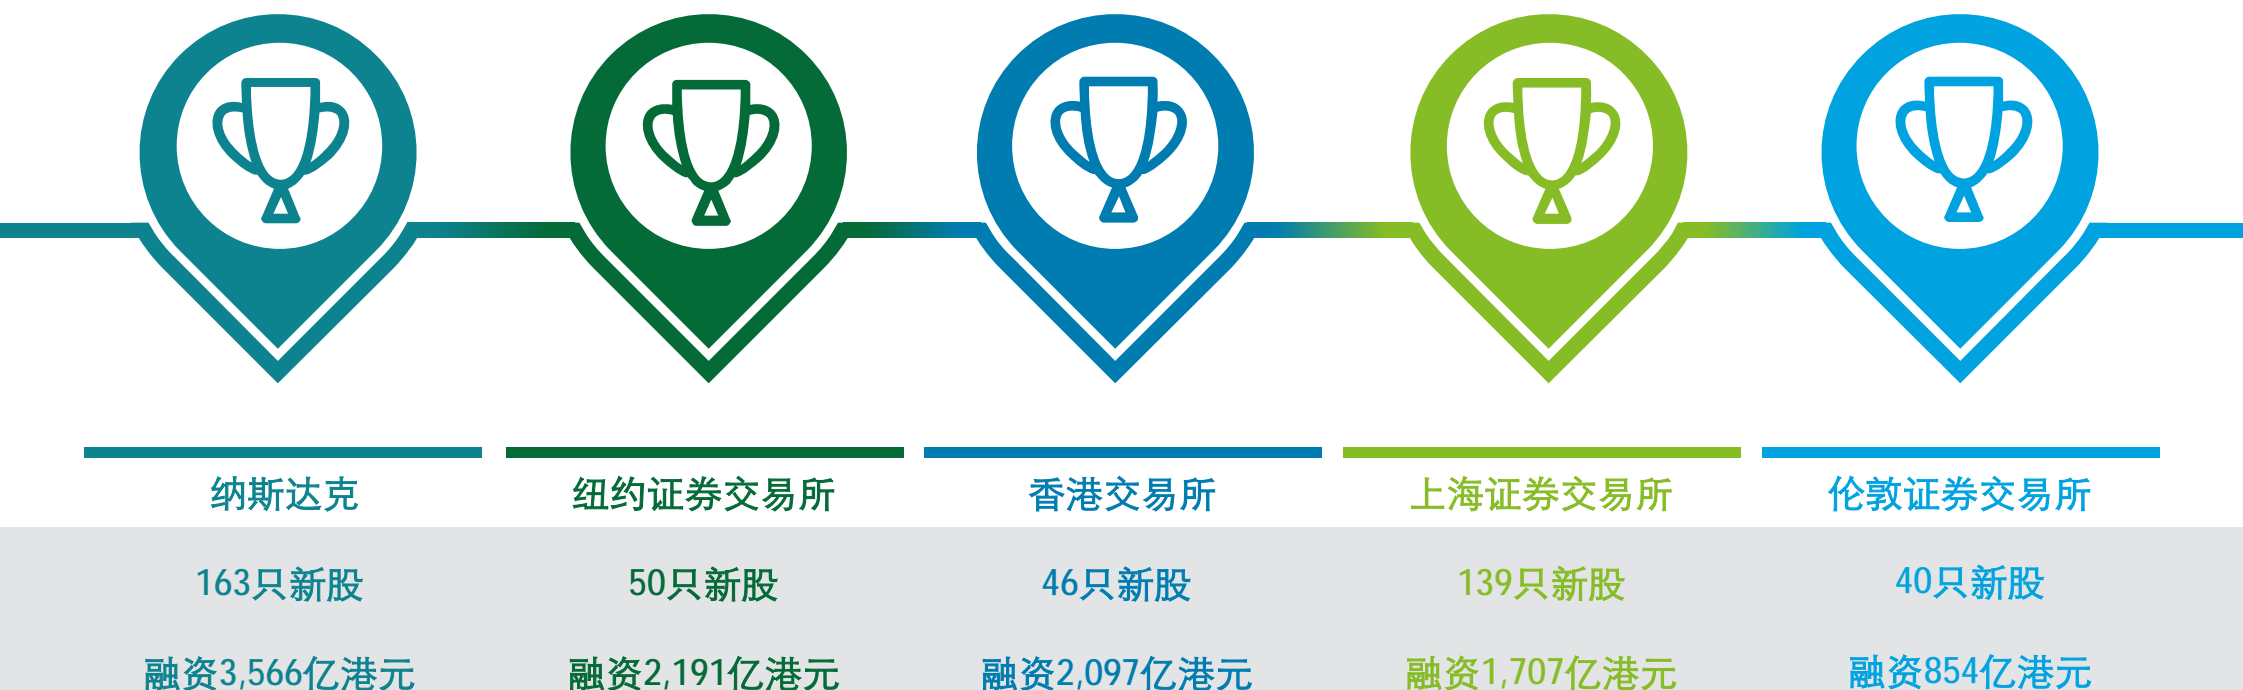 纳斯达克
纽约证券交易所
香港交易所
上海证券交易所
伦敦证券交易所
163只新股
50只新股
46只新股
139只新股
40只新股
融资3,566亿港元
融资2,191亿港元
融资2,097亿港元
融资1,707亿港元
融资854亿港元